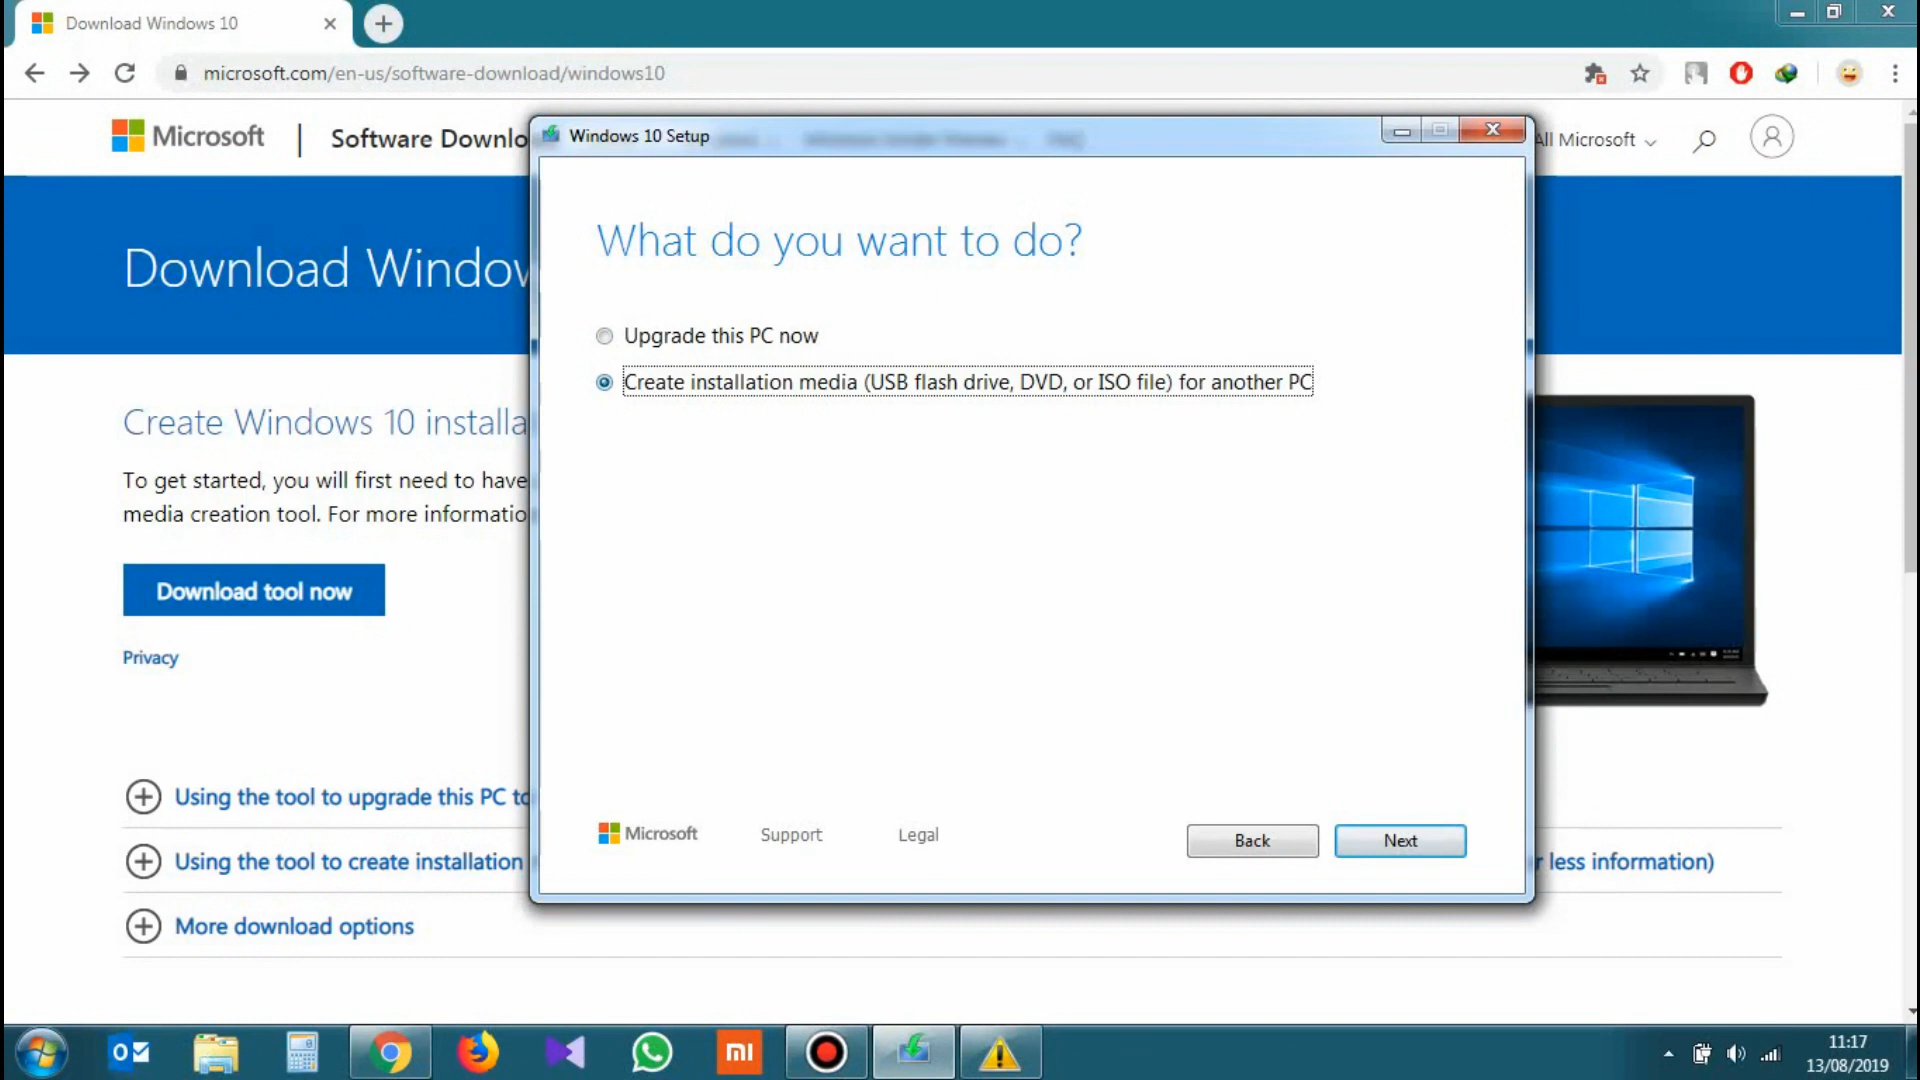 Download Windows 10
microsoft.com/en-us/software-download/windows10
Microsoft
Software Downlo
All Microsoft
Windows 10 Setup
Download Window
What do you want to do?
Upgrade this PC now
Create installation media (USB flash drive, DVD, or ISO file) for another PC
Create Windows 10 installa
To get started, you will first need to have
media creation tool. For more informatio
Download tool now
Privacy
Using the tool to upgrade this PC to
Microsoft
Support
Legal
Back
Next
Using the tool to create installation
r less information)
More download options
11:17
13/08/2019